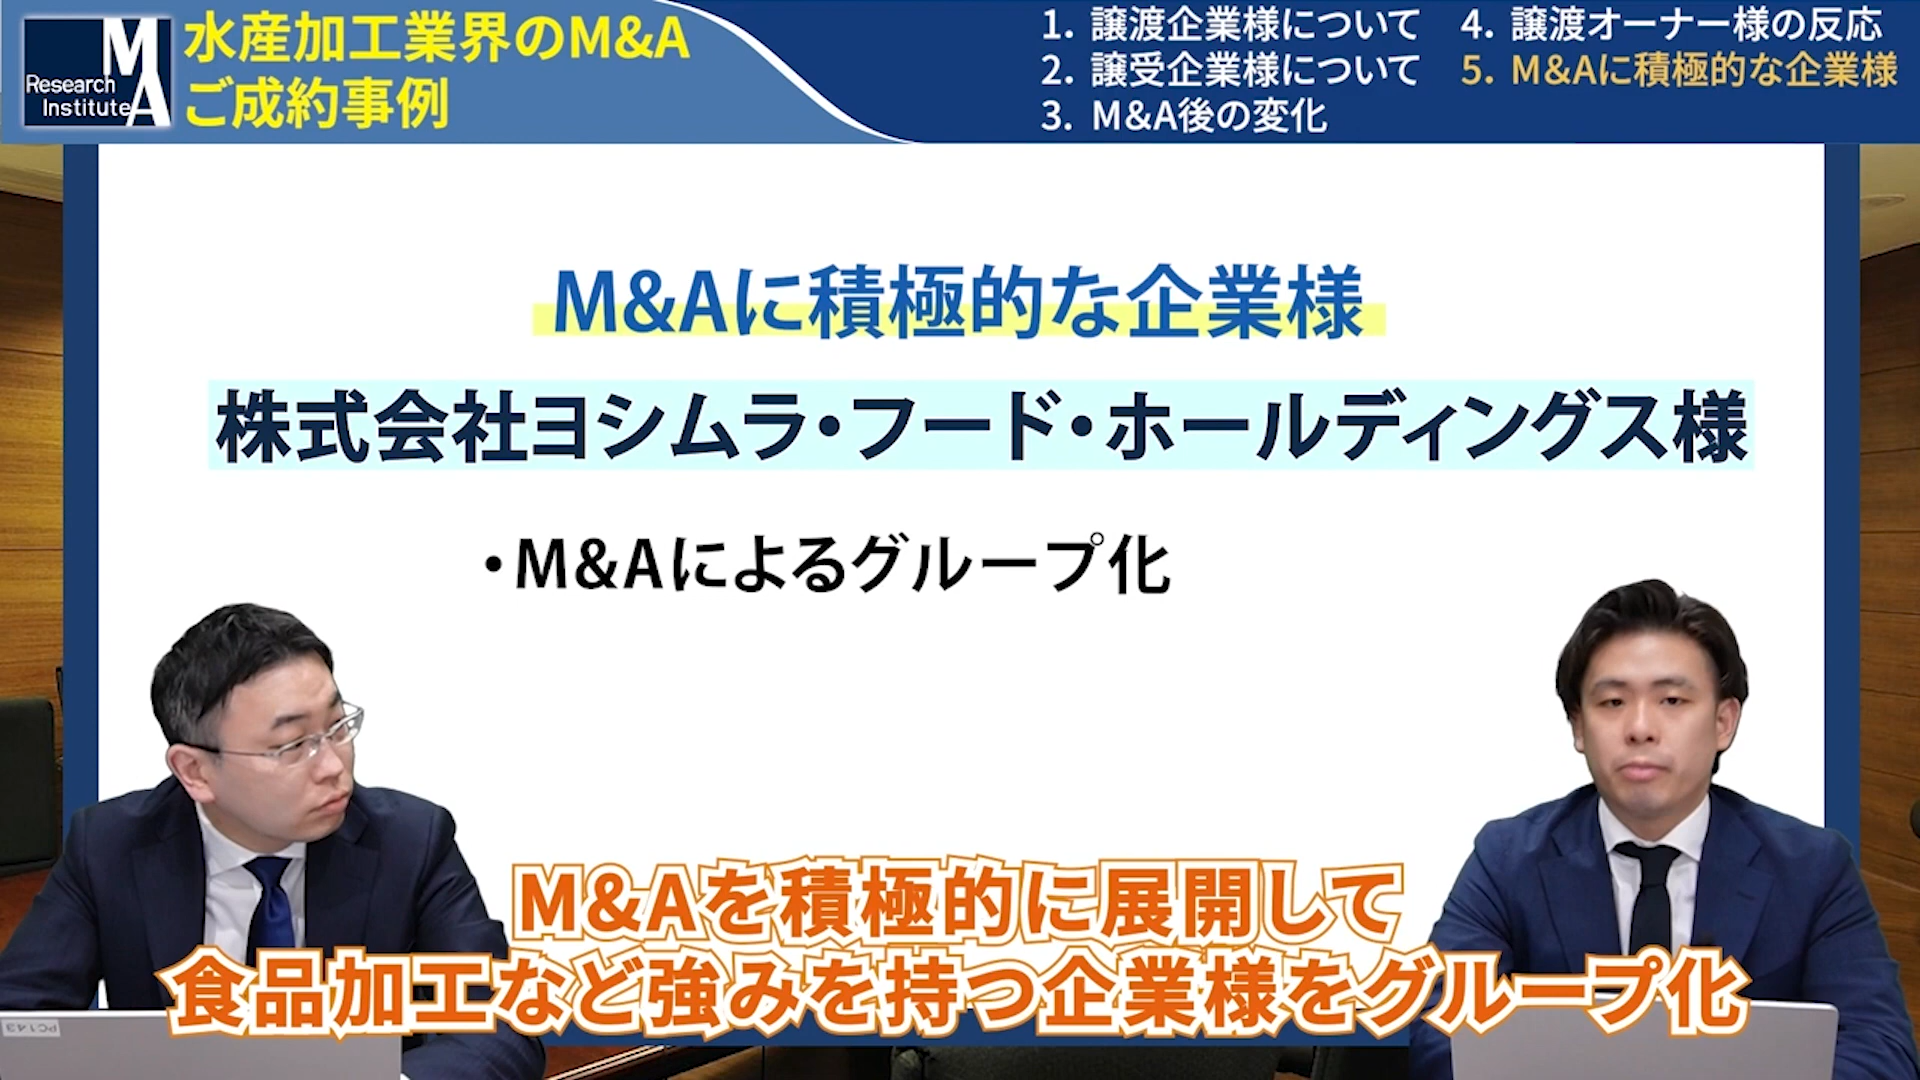 M
A
Research
Institute
水産加工業界のM&A
ご成約事例
1. 譲渡企業様について
2. 譲受企業様について
3. M&A後の変化
4. 譲渡オーナー様の反応
5. M&Aに積極的な企業様
M&Aに積極的な企業様
株式会社ヨシムラ・フード・ホールディングス様
・M&Aによるグループ化
M&Aを積極的に展開して
食品加工など強みを持つ企業様をグループ化
PC143